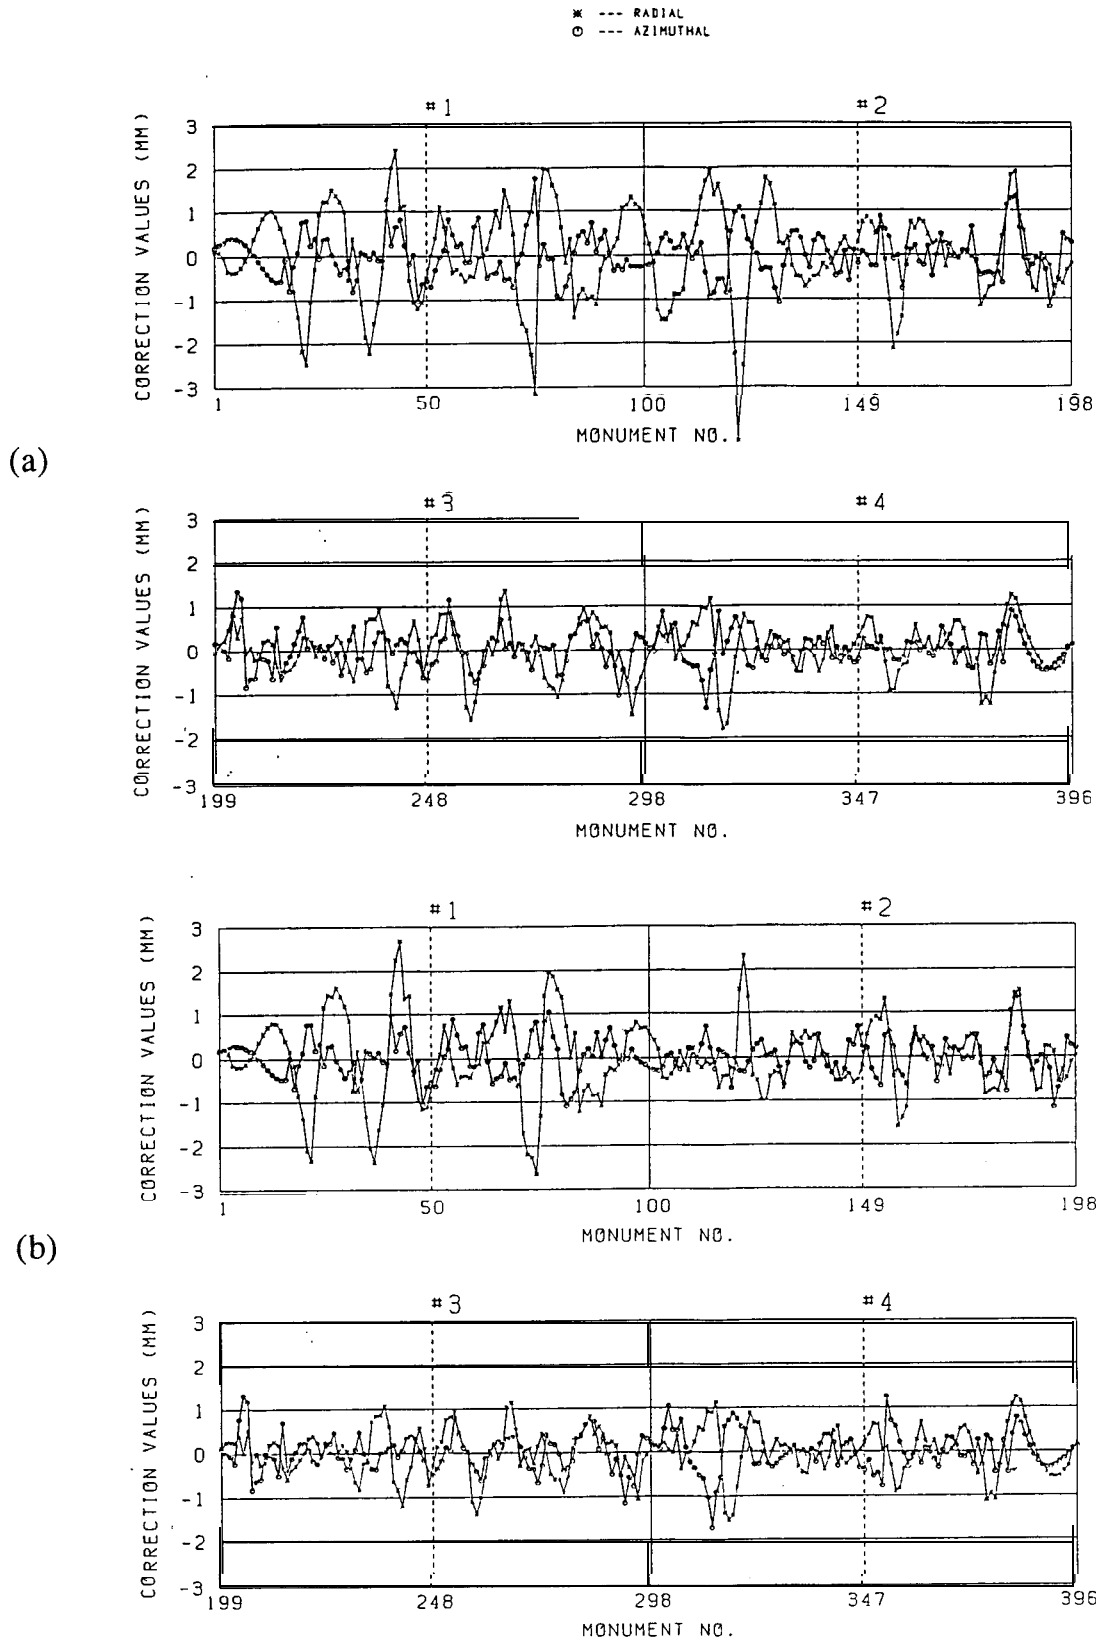 * --- RADIAL
⊙ --- AZIMUTHAL
#1 #2
CORRECTION VALUES (MM)
3
2
1
0
-1
-2
-3
1 50 100 149 198
MONUMENT NO.
(a)
#3 #4
CORRECTION VALUES (MM)
3
2
1
0
-1
-2
-3
199 248 298 347 396
MONUMENT NO.
#1 #2
CORRECTION VALUES (MM)
3
2
1
0
-1
-2
-3
1 50 100 149 198
MONUMENT NO.
(b)
#3 #4
CORRECTION VALUES (MM)
3
2
1
0
-1
-2
-3
199 248 298 347 396
MONUMENT NO.